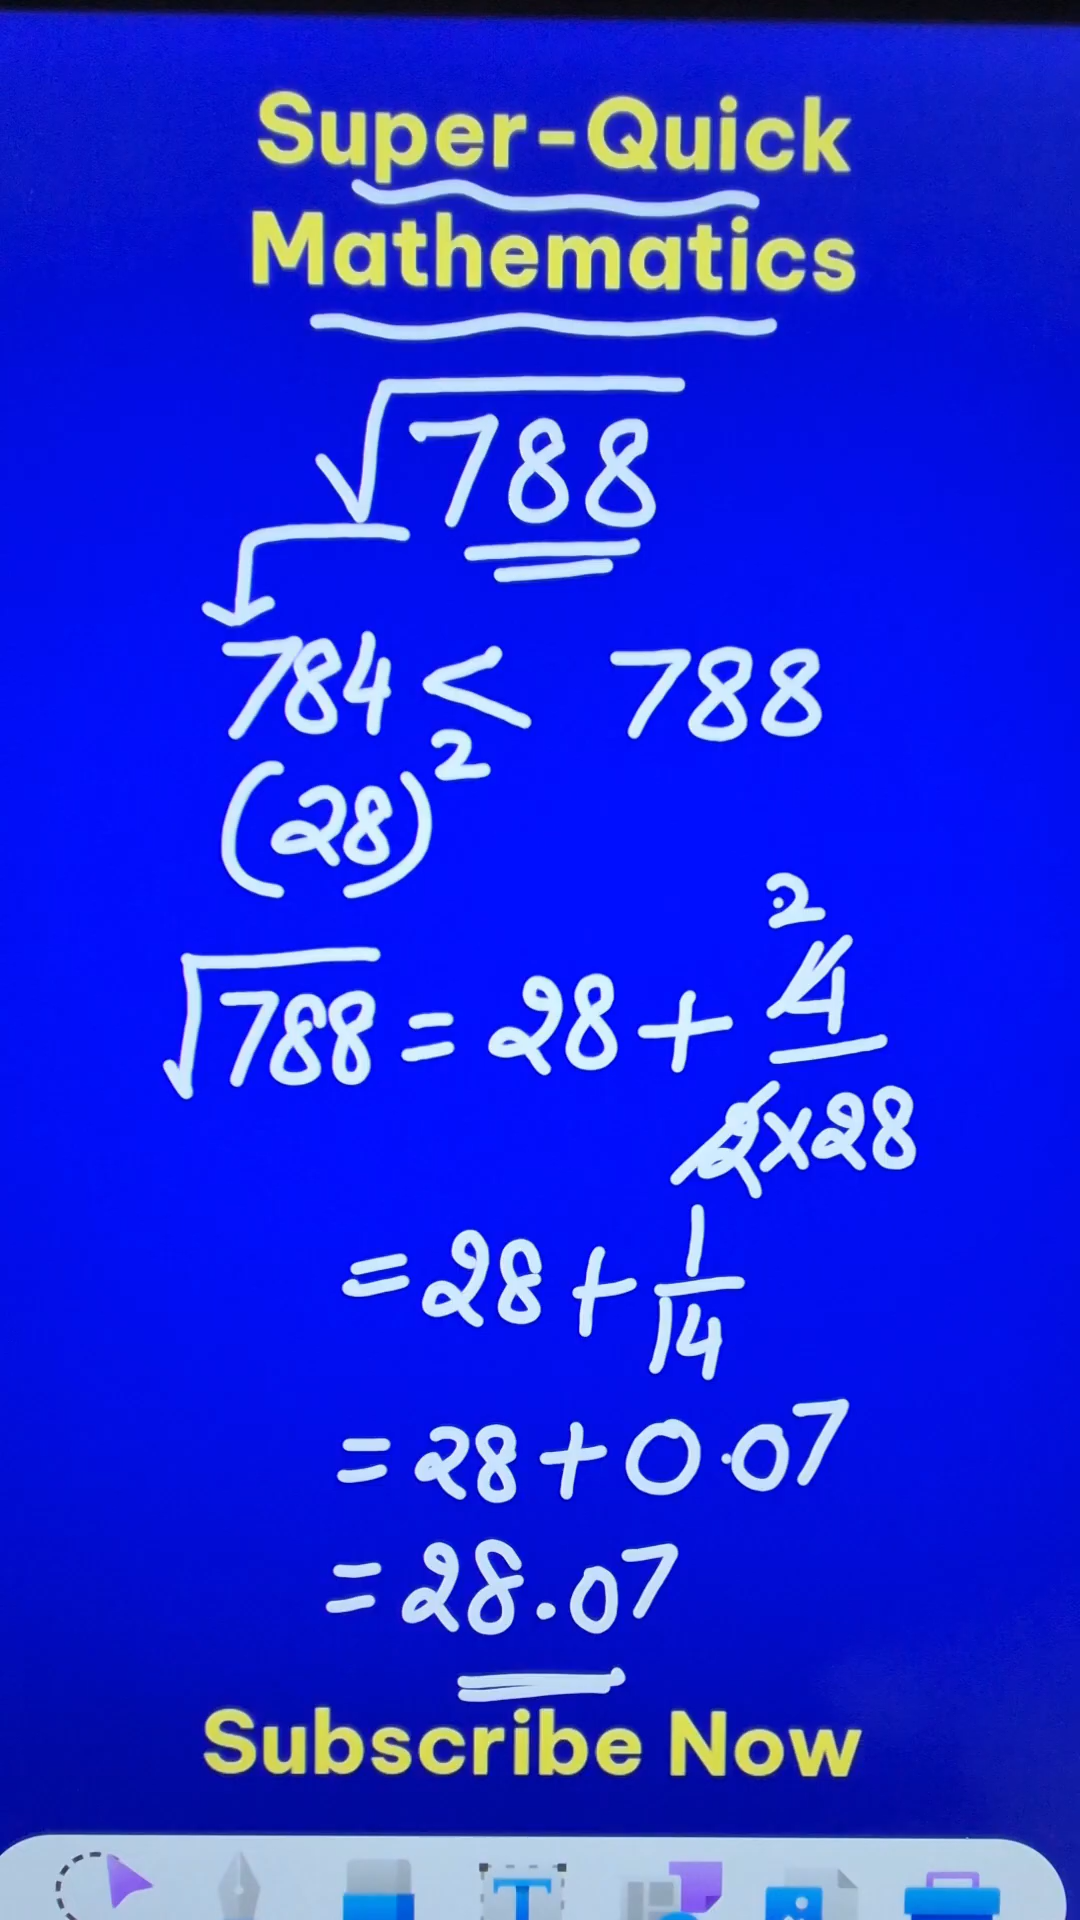 Super-Quick
Mathematics
√788
784 < 788
(28)²
√788 = 28 + 4/2×28
2
= 28 + 1/14
= 28 + 0.07
= 28.07
Subscribe Now
T